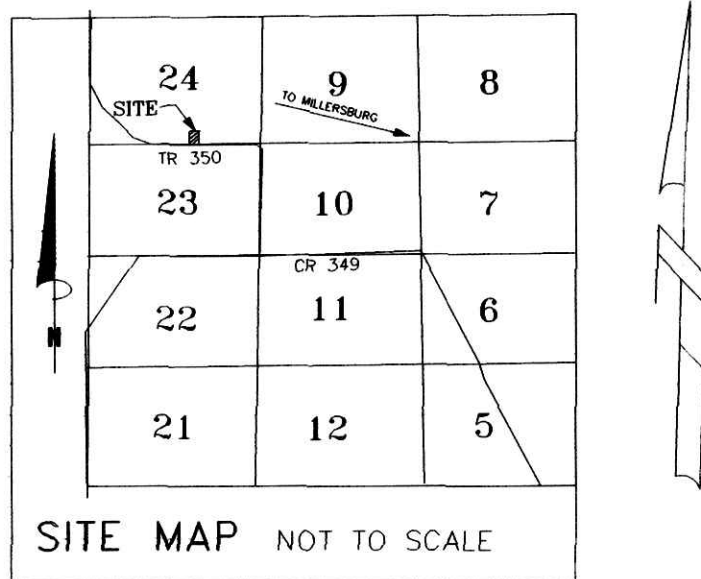 24 9 8
SITE
TO MILLERSBURG
TR 350
23 10 7
CR 349
22 11 6
N
21 12 5
SITE MAP NOT TO SCALE